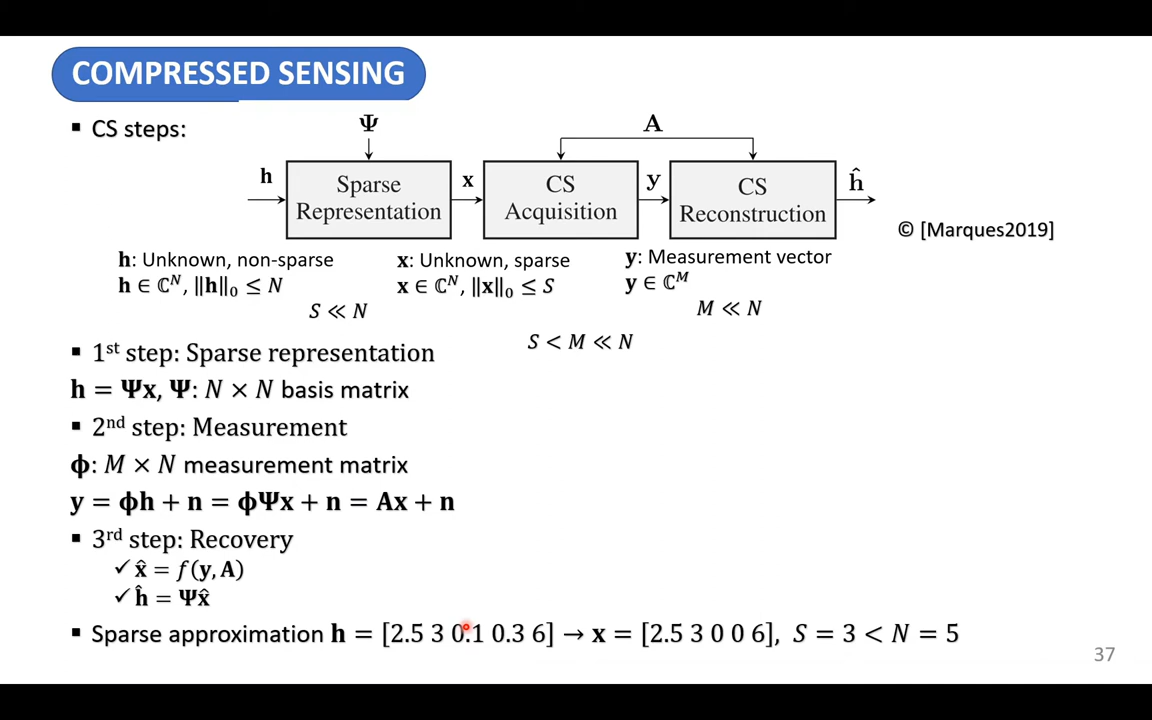 COMPRESSED SENSING
▪ CS steps:
Ψ
A
h
Sparse Representation
x
CS Acquisition
y
CS Reconstruction
ĥ
© [Marques2019]
h: Unknown, non-sparse
h ∈ ℂᴺ, ‖h‖₀ ≤ N
S ≪ N
x: Unknown, sparse
x ∈ ℂᴺ, ‖x‖₀ ≤ S
y: Measurement vector
y ∈ ℂᴹ
M ≪ N
S < M ≪ N
▪ 1st step: Sparse representation
h = Ψx, Ψ: N × N basis matrix
▪ 2nd step: Measurement
ϕ: M × N measurement matrix
y = ϕh + n = ϕΨx + n = Ax + n
▪ 3rd step: Recovery
✓ x̂ = f(y, A)
✓ ĥ = Ψx̂
▪ Sparse approximation h = [2.5 3 0.1 0.3 6] → x = [2.5 3 0 0 6], S = 3 < N = 5
37